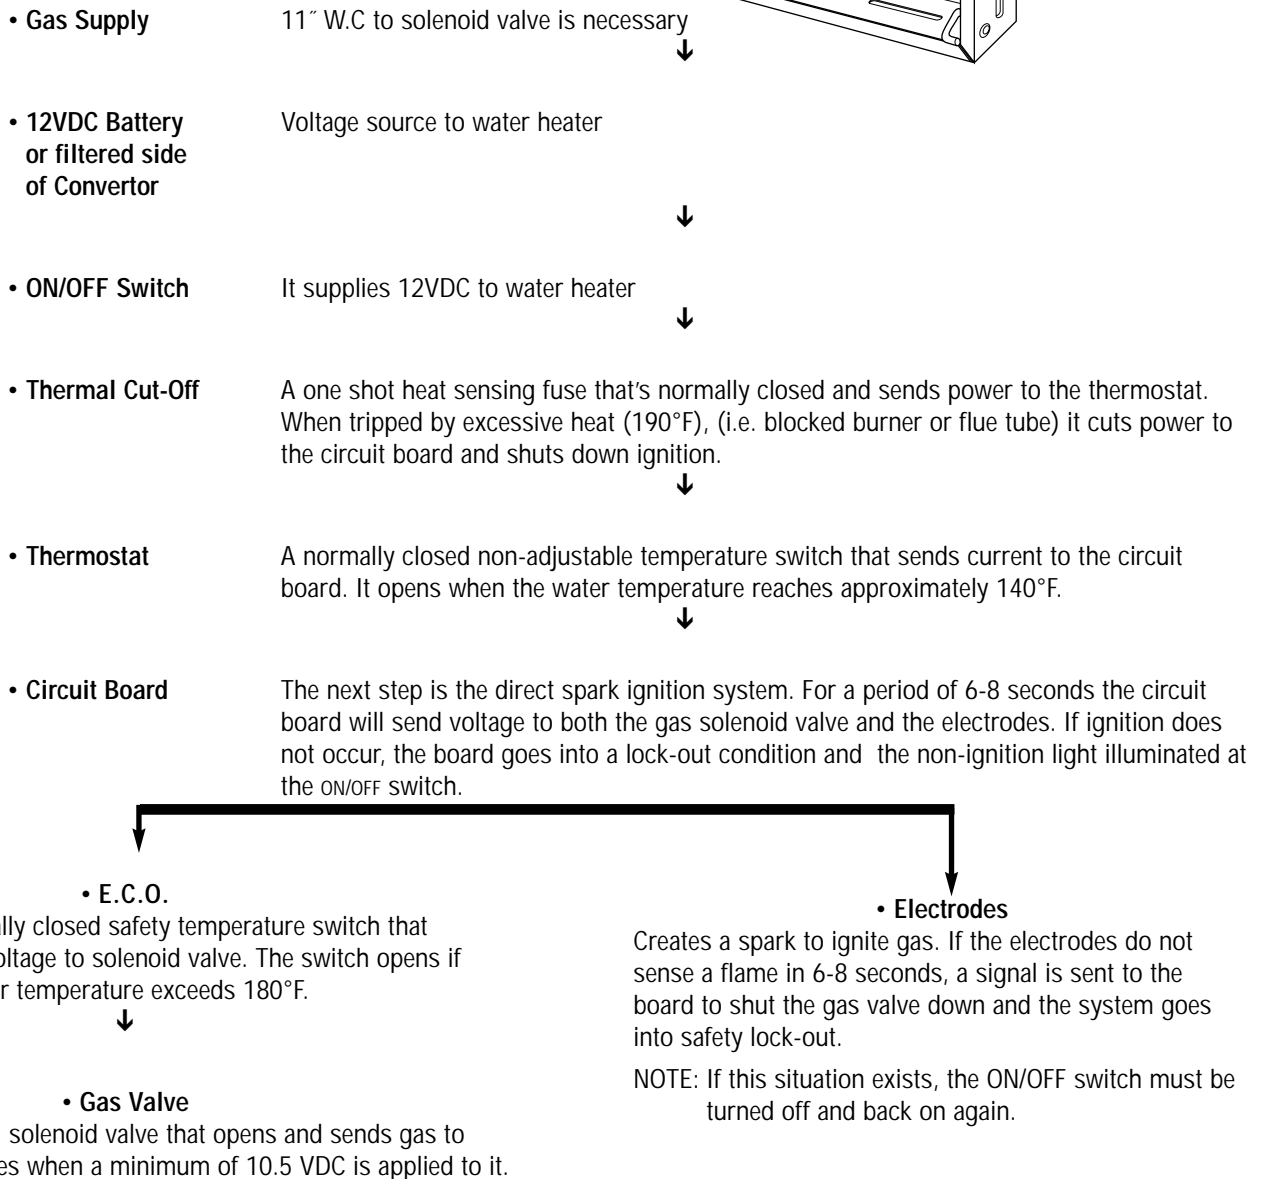 • Gas Supply 11˝ W.C to solenoid valve is necessary
• 12VDC Battery Voltage source to water heater
or filtered side
of Convertor
• ON/OFF Switch It supplies 12VDC to water heater
• Thermal Cut-Off A one shot heat sensing fuse that's normally closed and sends power to the thermostat.
When tripped by excessive heat (190°F), (i.e. blocked burner or flue tube) it cuts power to
the circuit board and shuts down ignition.
• Thermostat A normally closed non-adjustable temperature switch that sends current to the circuit
board. It opens when the water temperature reaches approximately 140°F.
• Circuit Board The next step is the direct spark ignition system. For a period of 6-8 seconds the circuit
board will send voltage to both the gas solenoid valve and the electrodes. If ignition does
not occur, the board goes into a lock-out condition and the non-ignition light illuminated at
the ON/OFF switch.
• E.C.O.
closed safety temperature switch that
to solenoid valve. The switch opens if
temperature exceeds 180°F.
• Gas Valve
solenoid valve that opens and sends gas to
when a minimum of 10.5 VDC is applied to it.
• Electrodes
Creates a spark to ignite gas. If the electrodes do not
sense a flame in 6-8 seconds, a signal is sent to the
board to shut the gas valve down and the system goes
into safety lock-out.
NOTE: If this situation exists, the ON/OFF switch must be
turned off and back on again.